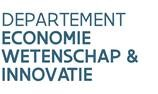 DEPARTEMENT
ECONOMIE
WETENSCHAP &
INNOVATIE